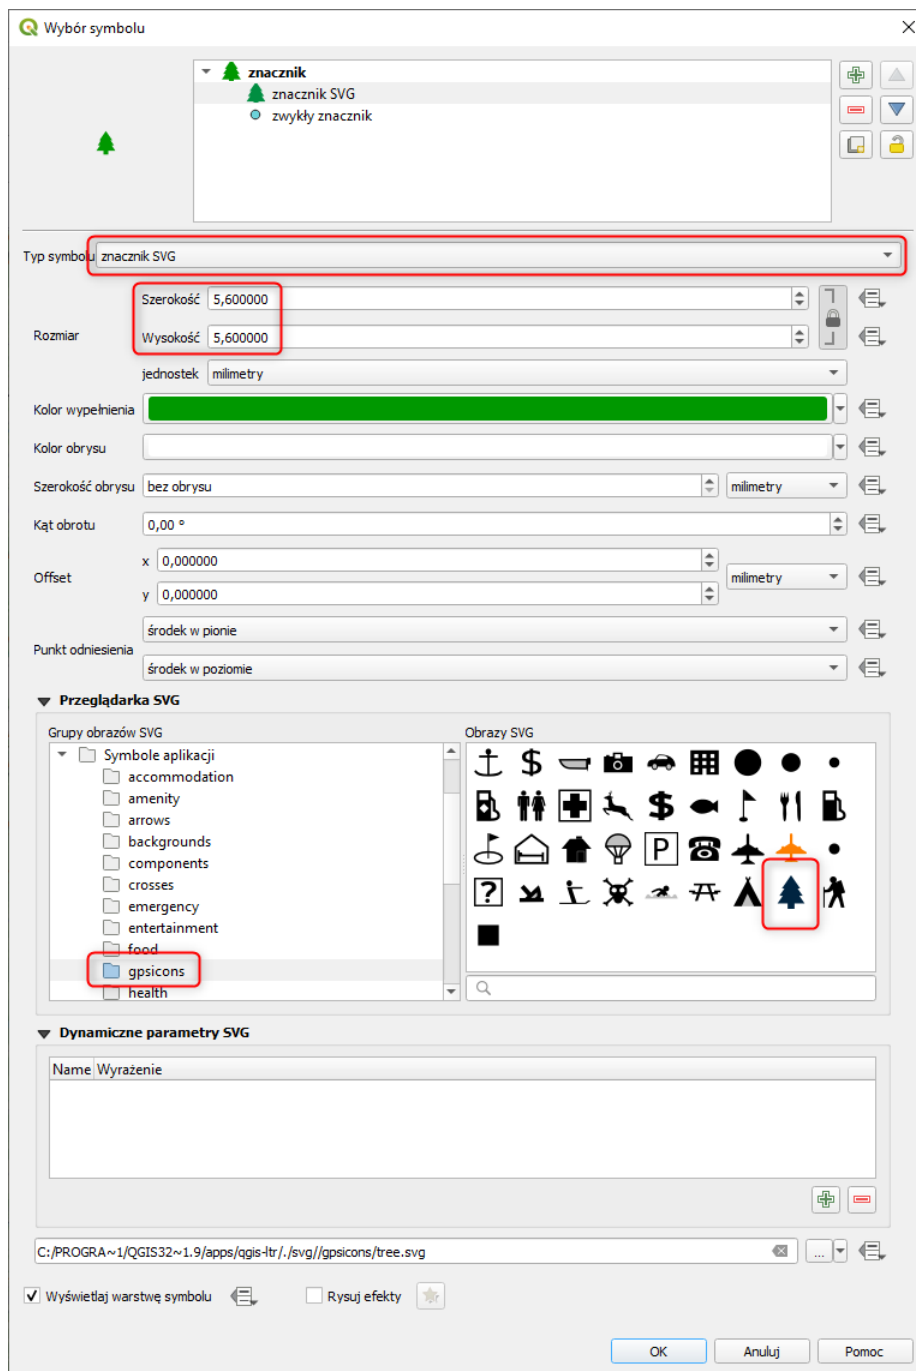 Wybór symbolu
znacznik
znacznik SVG
zwykły znacznik
Typ symbolu znacznik SVG
Szerokość 5,600000
Rozmiar
Wysokość 5,600000
jednostek milimetry
Kolor wypełnienia
Kolor obrysu
Szerokość obrysu bez obrysu milimetry
Kąt obrotu 0,00 °
x 0,000000
Offset milimetry
y 0,000000
środek w pionie
Punkt odniesienia
środek w poziomie
Przeglądarka SVG
Grupy obrazów SVG Obrazy SVG
Symbole aplikacji
accommodation
amenity
arrows
backgrounds
components
crosses
emergency
entertainment
food
gpsicons
health
Dynamiczne parametry SVG
Name Wyrażenie
C:/PROGRA~1/QGIS32~1.9/apps/qgis-ltr/./svg//gpsicons/tree.svg
...
Wyświetlaj warstwę symbolu Rysuj efekty
OK Anuluj Pomoc